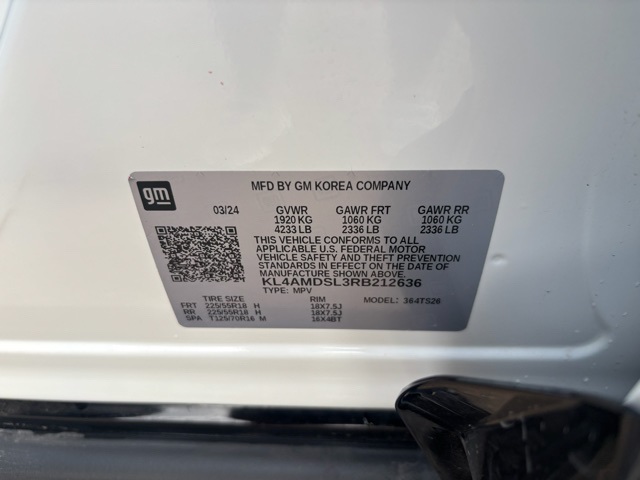 gm
MFD BY GM KOREA COMPANY
03/24 GVWR GAWR FRT GAWR RR
1920 KG 1060 KG 1060 KG
4233 LB 2336 LB 2336 LB
THIS VEHICLE CONFORMS TO ALL
APPLICABLE U.S. FEDERAL MOTOR
VEHICLE SAFETY AND THEFT PREVENTION
STANDARDS IN EFFECT ON THE DATE OF
MANUFACTURE SHOWN ABOVE.
KL4AMDSL3RB212636
TYPE: MPV
TIRE SIZE RIM MODEL: 364TS26
FRT 225/55R18 H 18X7.5J
RR 225/55R18 H 18X7.5J
SPA T125/70R16 M 16X4BT